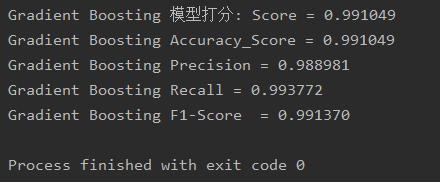 Gradient Boosting 模型打分: Score = 0.991049
Gradient Boosting Accuracy_Score = 0.991049
Gradient Boosting Precision = 0.988981
Gradient Boosting Recall = 0.993772
Gradient Boosting F1-Score  = 0.991370
Process finished with exit code 0